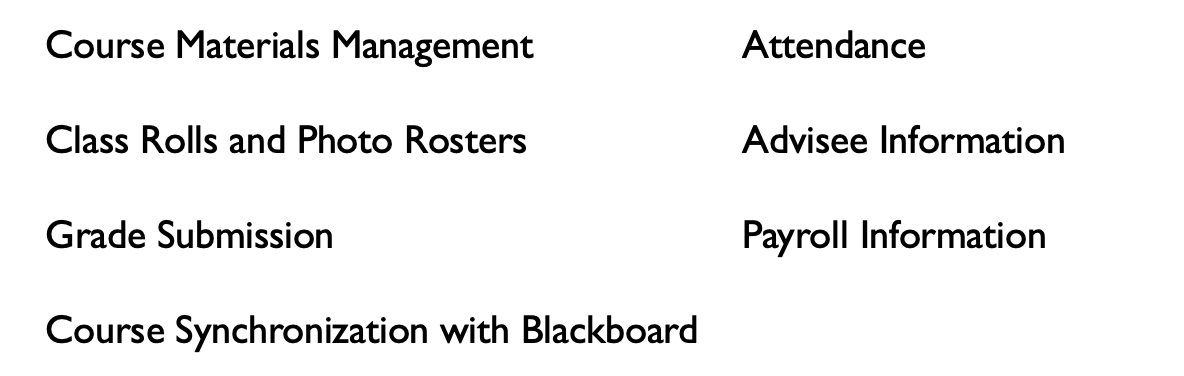 Course Materials Management
Class Rolls and Photo Rosters
Grade Submission
Course Synchronization with Blackboard
Attendance
Advisee Information
Payroll Information